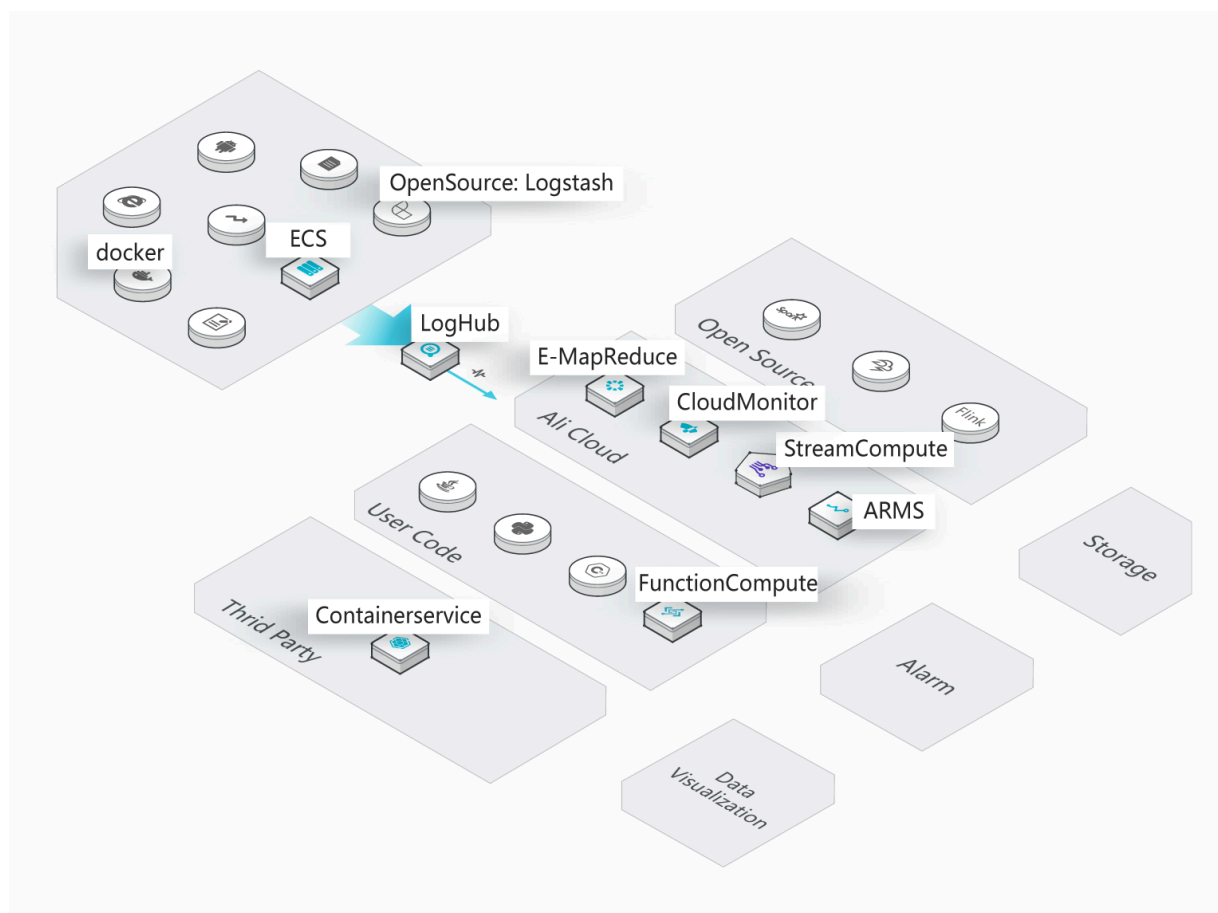 OpenSource: Logstash
docker
ECS
LogHub
Spark
Open Source
Flink
E-MapReduce
CloudMonitor
StreamCompute
ARMS
Ali Cloud
User Code
FunctionCompute
Thrid Party
Containerservice
Storage
Alarm
Data
Visualization